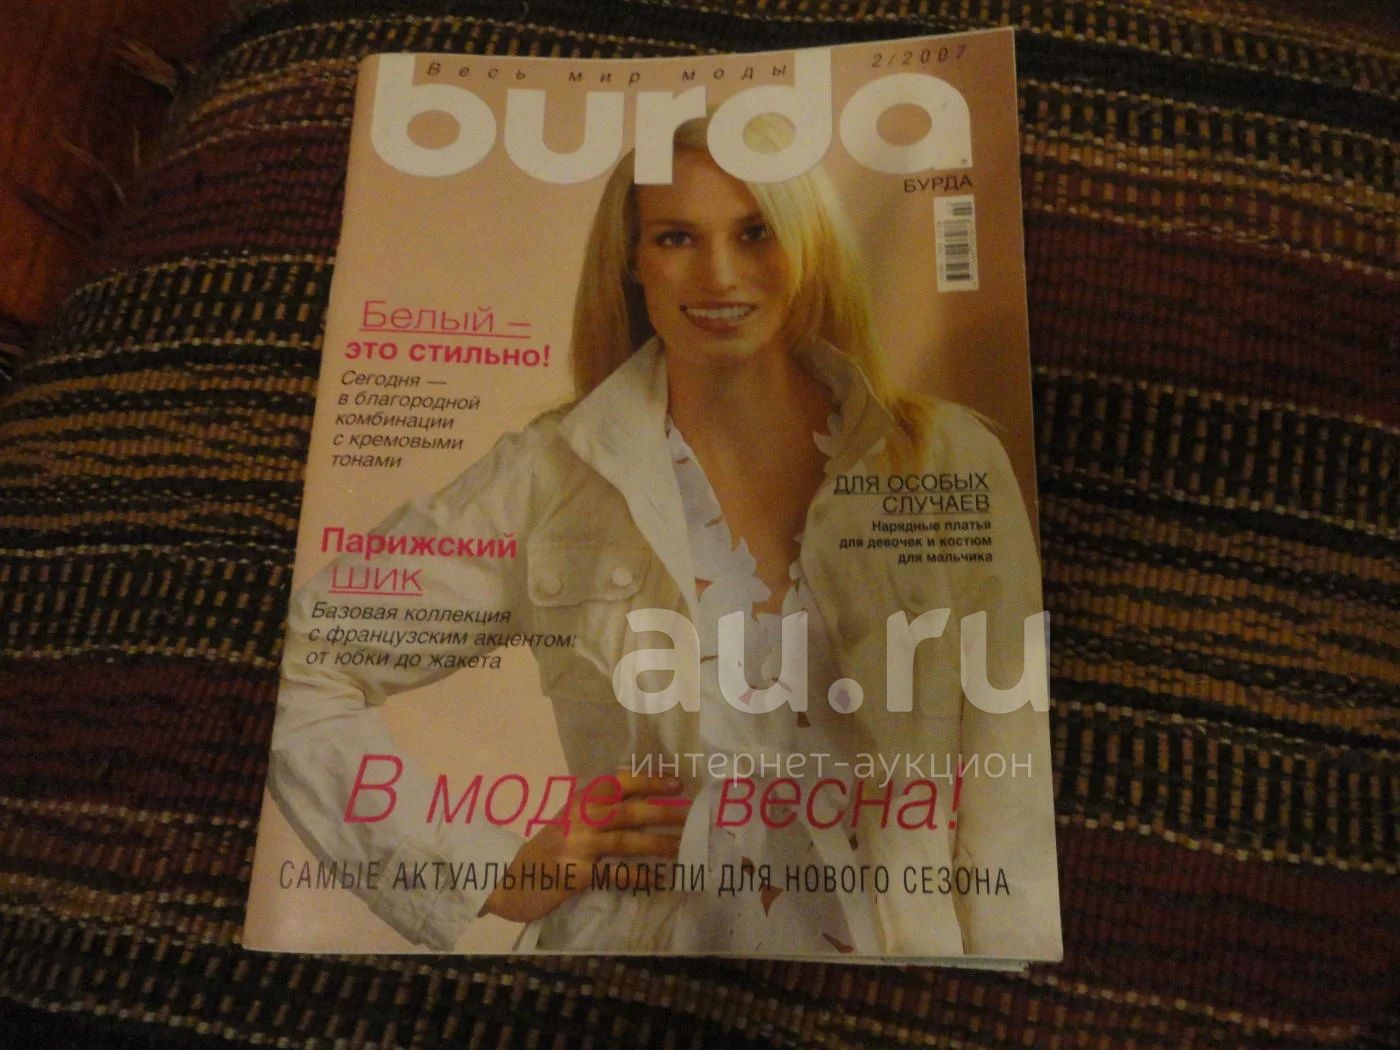 Весь мир моды
2/2007
burda
БУРДА
Белый –
это стильно!
Сегодня —
в благородной
комбинации
с кремовыми
тонами
ДЛЯ ОСОБЫХ
СЛУЧАЕВ
Нарядные платья
для девочек и костюм
для мальчика
Парижский
шик
Базовая коллекция
с французским акцентом:
от юбки до жакета
au.ru
интернет-аукцион
В моде – весна!
САМЫЕ АКТУАЛЬНЫЕ МОДЕЛИ ДЛЯ НОВОГО СЕЗОНА